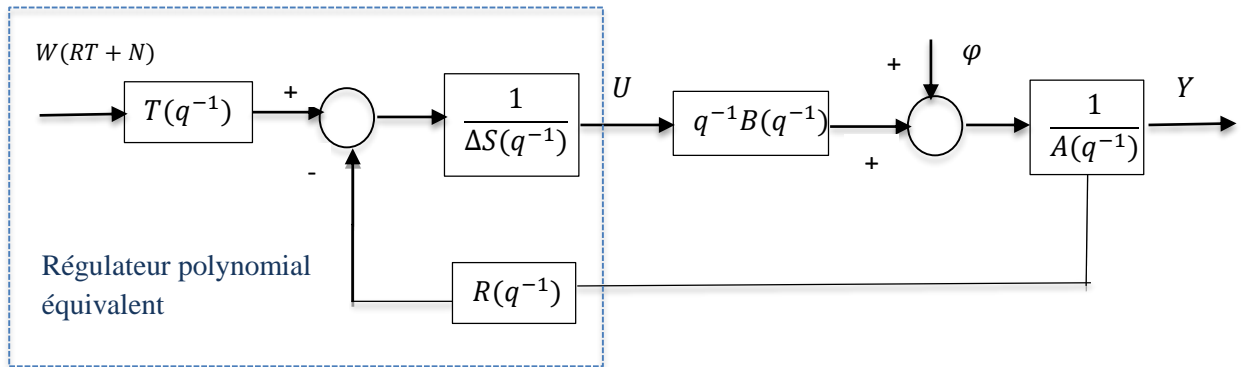 W(RT + N)
T(q⁻¹)
+
-
1
ΔS(q⁻¹)
U
q⁻¹B(q⁻¹)
+
+
φ
1
A(q⁻¹)
Y
R(q⁻¹)
Régulateur polynomial
équivalent